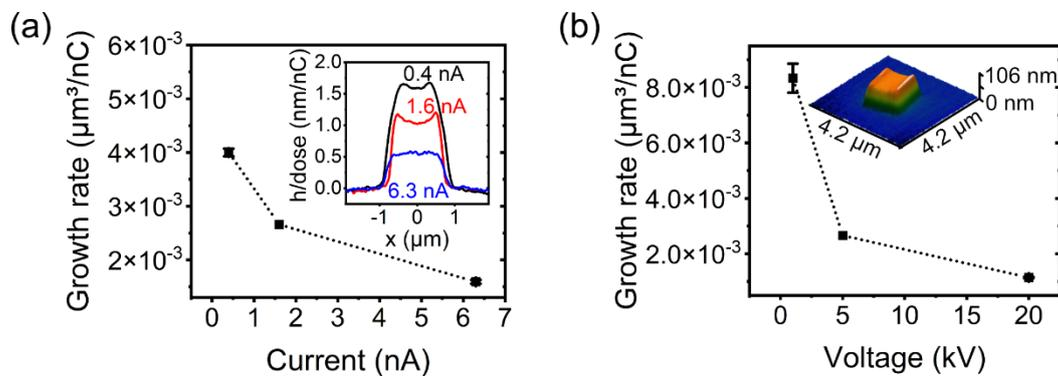 (a)
Growth rate (µm³/nC)
6×10⁻³
5×10⁻³
4×10⁻³
3×10⁻³
2×10⁻³
0 1 2 3 4 5 6 7
Current (nA)
h/dose (nm/nC)
2.0
1.5
1.0
0.5
0.0
0.4 nA
1.6 nA
6.3 nA
-1 0 1
x (µm)
(b)
Growth rate (µm³/nC)
8.0×10⁻³
6.0×10⁻³
4.0×10⁻³
2.0×10⁻³
0 5 10 15 20
Voltage (kV)
106 nm
0 nm
4.2 µm
4.2 µm